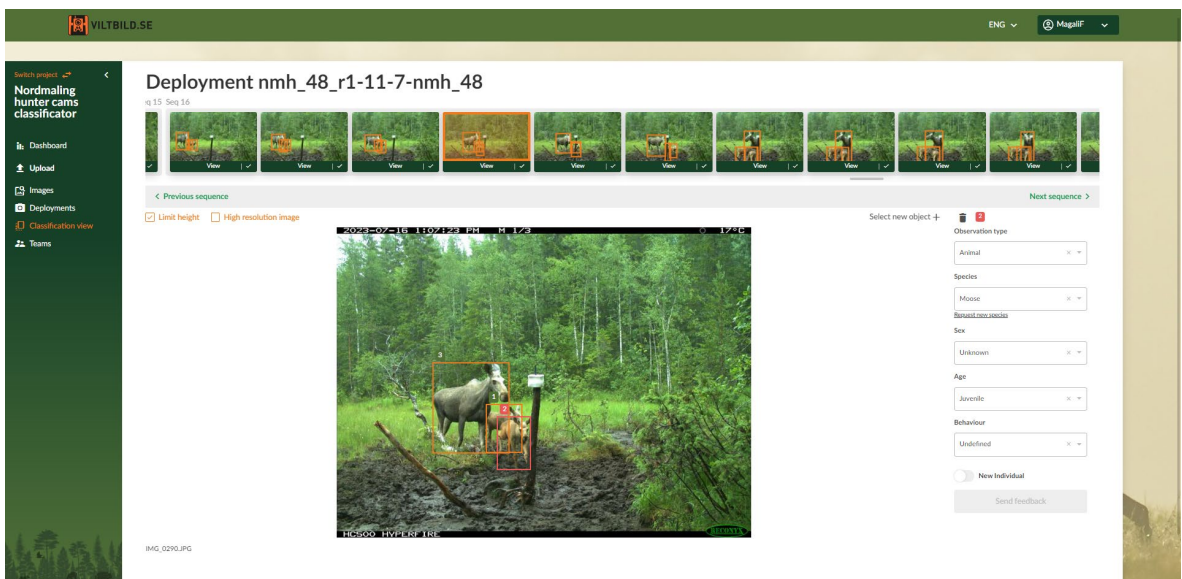 VILTBILD.SE
ENG
MagaliF
Switch project
Nordmaling
hunter cams
classificator
Dashboard
Upload
Images
Deployments
Classification view
Teams
Deployment nmh_48_r1-11-7-nmh_48
Seq 16
View
View
View
View
View
View
View
View
View
View
Previous sequence
Next sequence
Limit height
High resolution image
Select new object
2
2023-07-16 1:07:23 PM M 1/3 17°C
3
1
2
HC500 HYPERFIRE
RECONYX
IMG_0290.JPG
Observation type
Animal
Species
Moose
Request new species
Sex
Unknown
Age
Juvenile
Behaviour
Undefined
New Individual
Send feedback